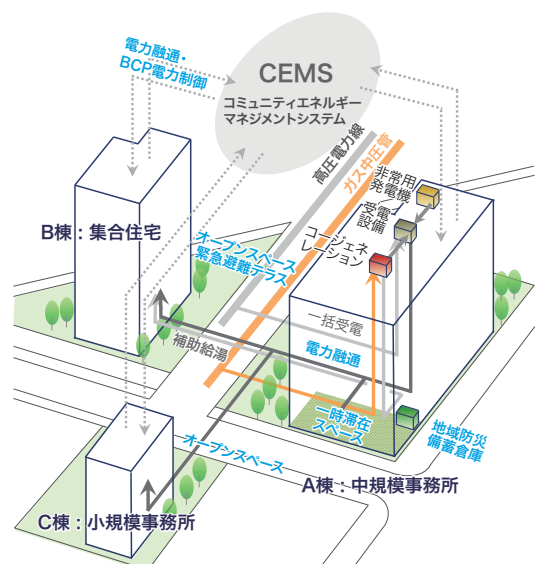 電力融通・
BCP電力制御
CEMS
コミュニティエネルギー
マネジメントシステム
高圧電力線
ガス中圧管
非常用
発電機
受電
設備
コージェネ
レーション
B棟：集合住宅
オープンスペース
緊急避難テラス
一括受電
補助給湯
電力融通
一時滞在
スペース
地域防災
備蓄倉庫
オープンスペース
A棟：中規模事務所
C棟：小規模事務所